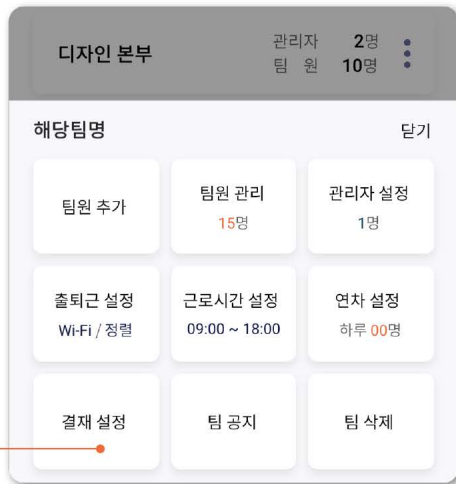 디자인 본부
관리자 2명
팀 원 10명
해당팀명
닫기
팀원 추가
팀원 관리
15명
관리자 설정
1명
출퇴근 설정
Wi-Fi / 정렬
근로시간 설정
09:00 ~ 18:00
연차 설정
하루 00명
결재 설정
팀 공지
팀 삭제